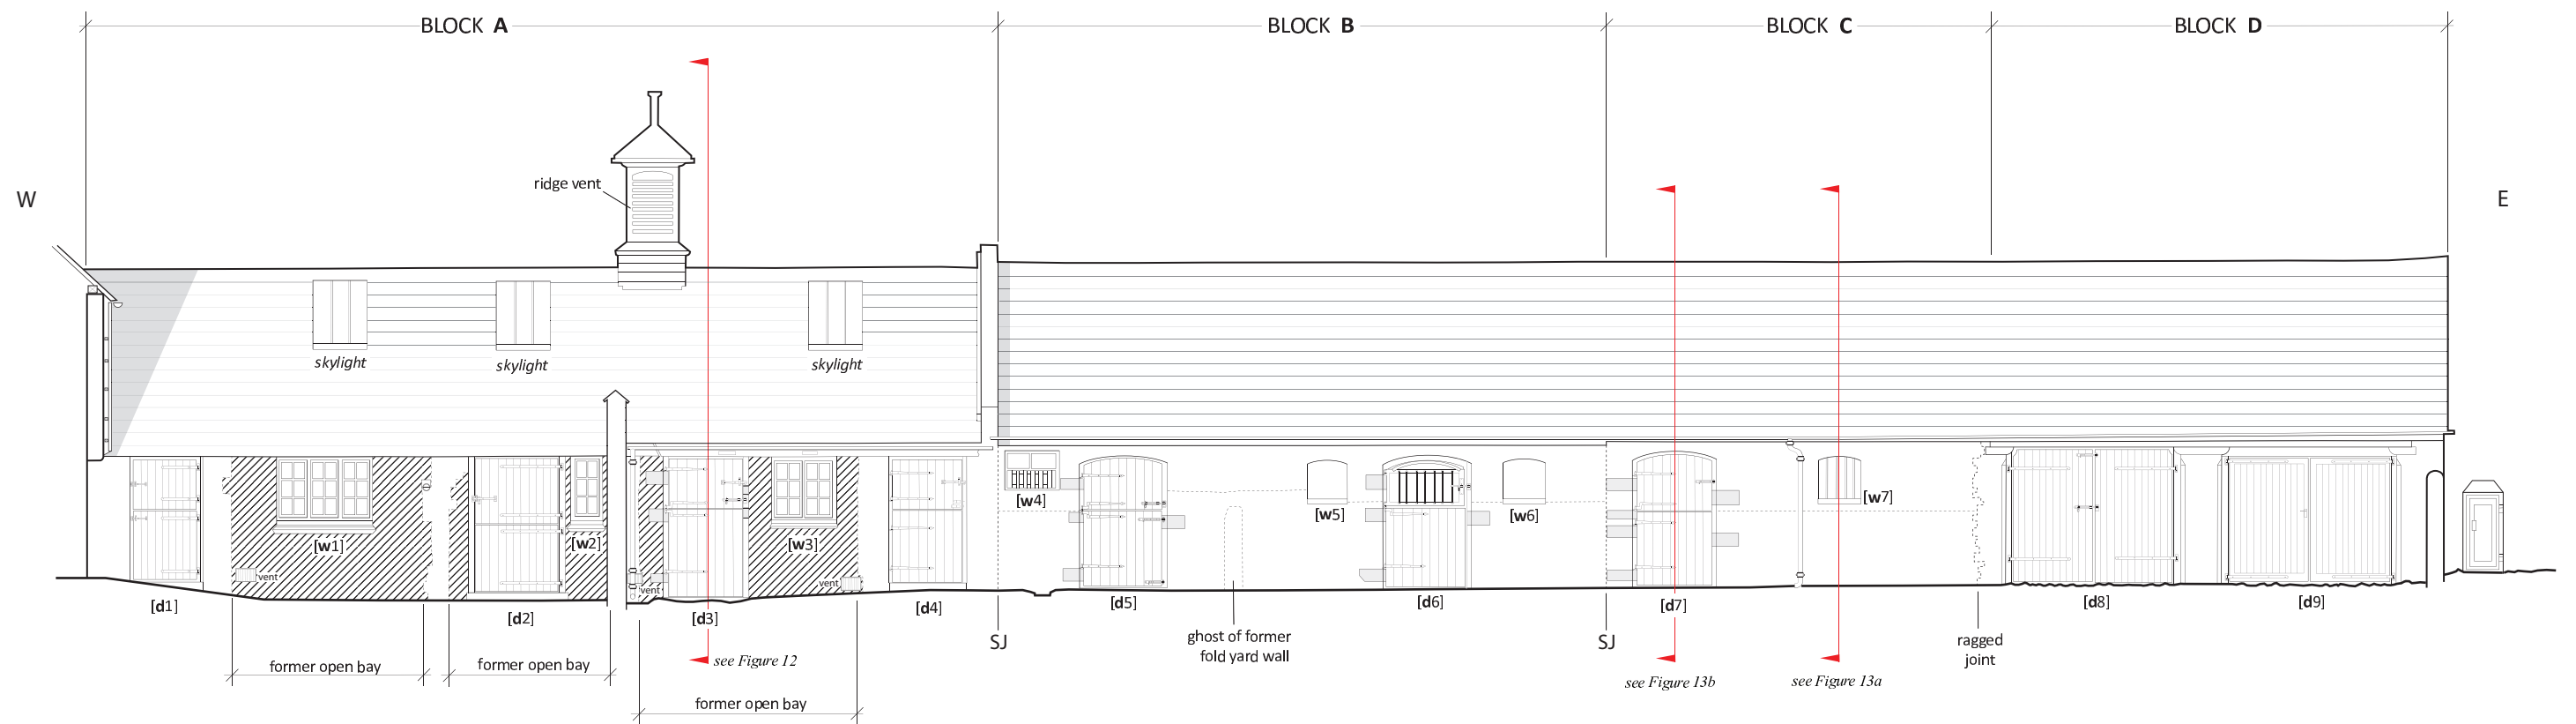 BLOCK A
BLOCK B
BLOCK C
BLOCK D
W
ridge vent
E
skylight
skylight
skylight
[w1]
[w2]
[w3]
[w4]
[w5]
[w6]
[w7]
vent
vent
vent
[d1]
[d2]
[d3]
[d4]
[d5]
[d6]
[d7]
[d8]
[d9]
SJ
ghost of former
fold yard wall
SJ
ragged
joint
former open bay
former open bay
see Figure 12
see Figure 13b
see Figure 13a
former open bay